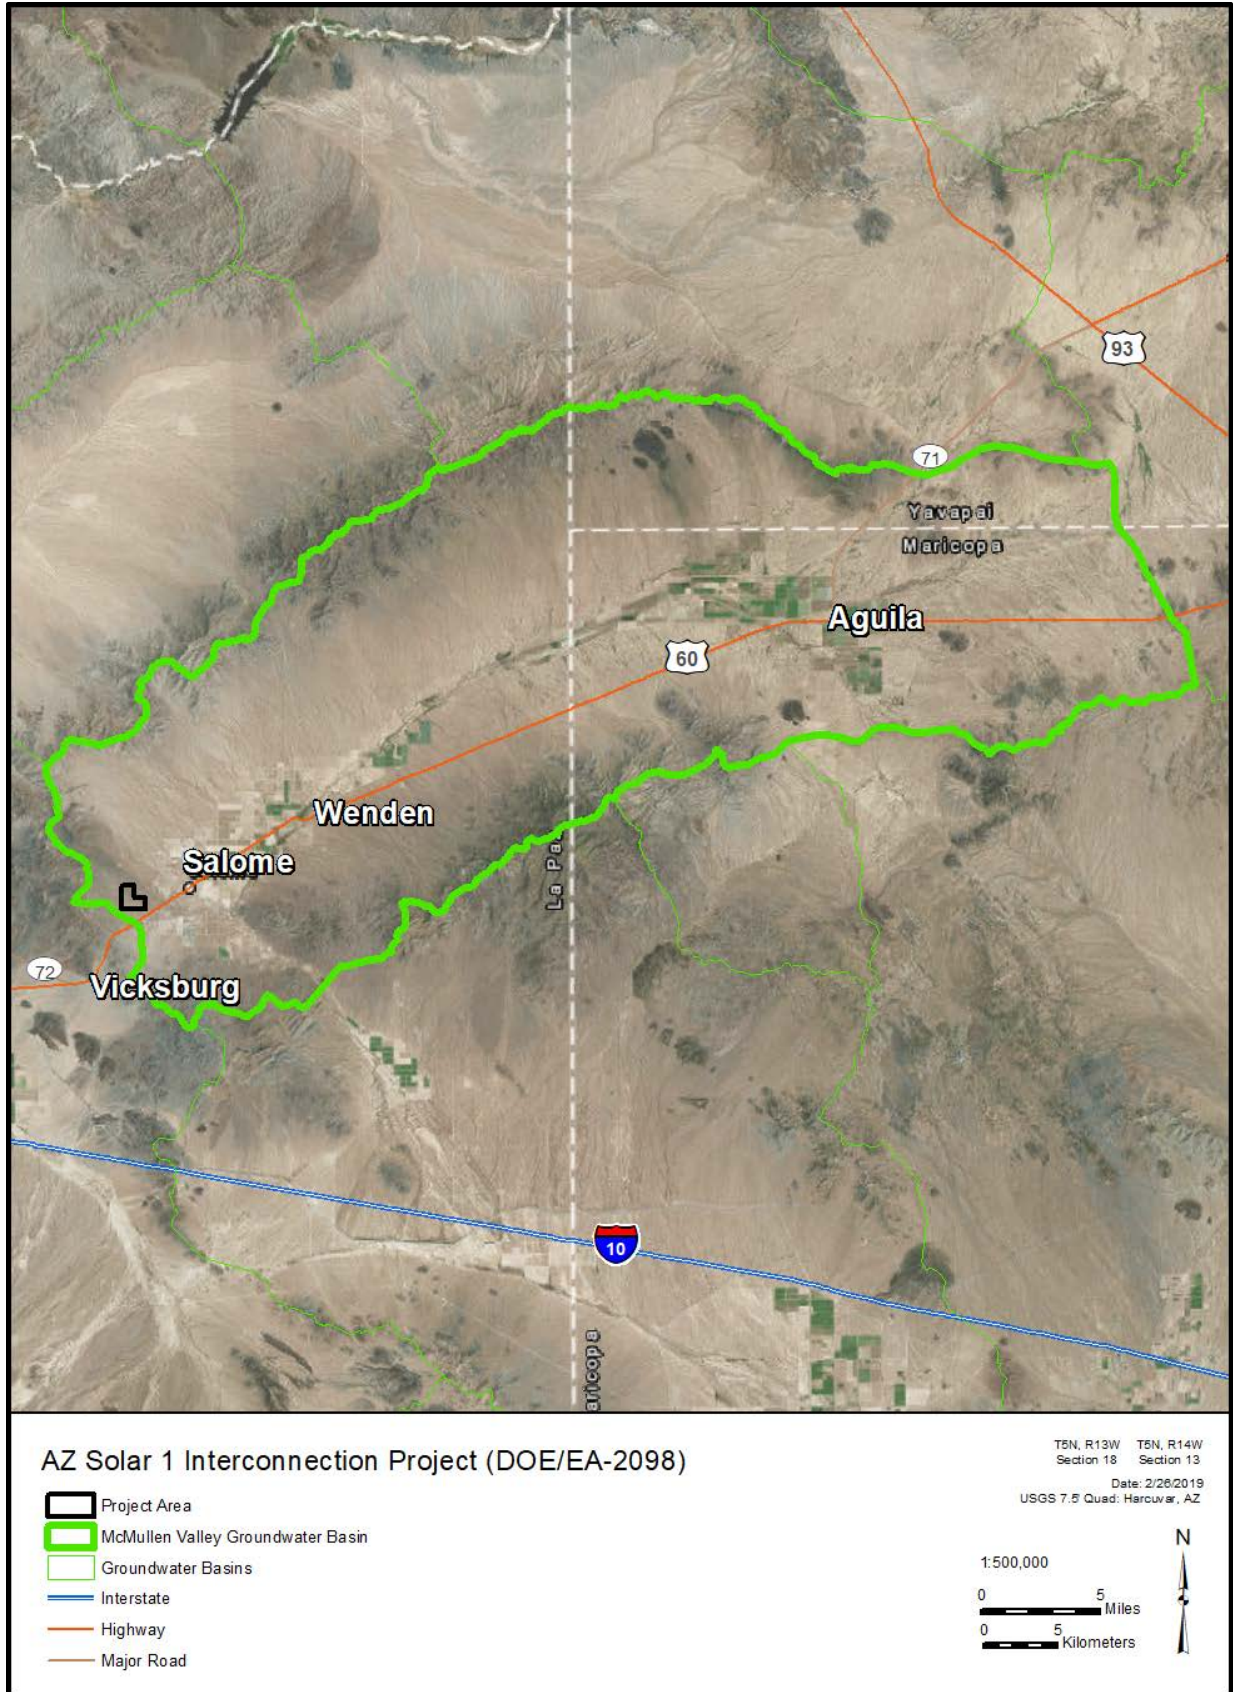 93
71
Yavapai
Maricopa
Aguila
60
Wenden
Salome
La Pa
72
Vicksburg
10
aricopa
AZ Solar 1 Interconnection Project (DOE/EA-2098)
T5N, R13W T5N, R14W
Section 18 Section 13
Date: 2/26/2019
USGS 7.5' Quad: Harcuvar, AZ
Project Area
McMullen Valley Groundwater Basin
Groundwater Basins
Interstate
Highway
Major Road
N
1:500,000
0 5
Miles
0 5
Kilometers